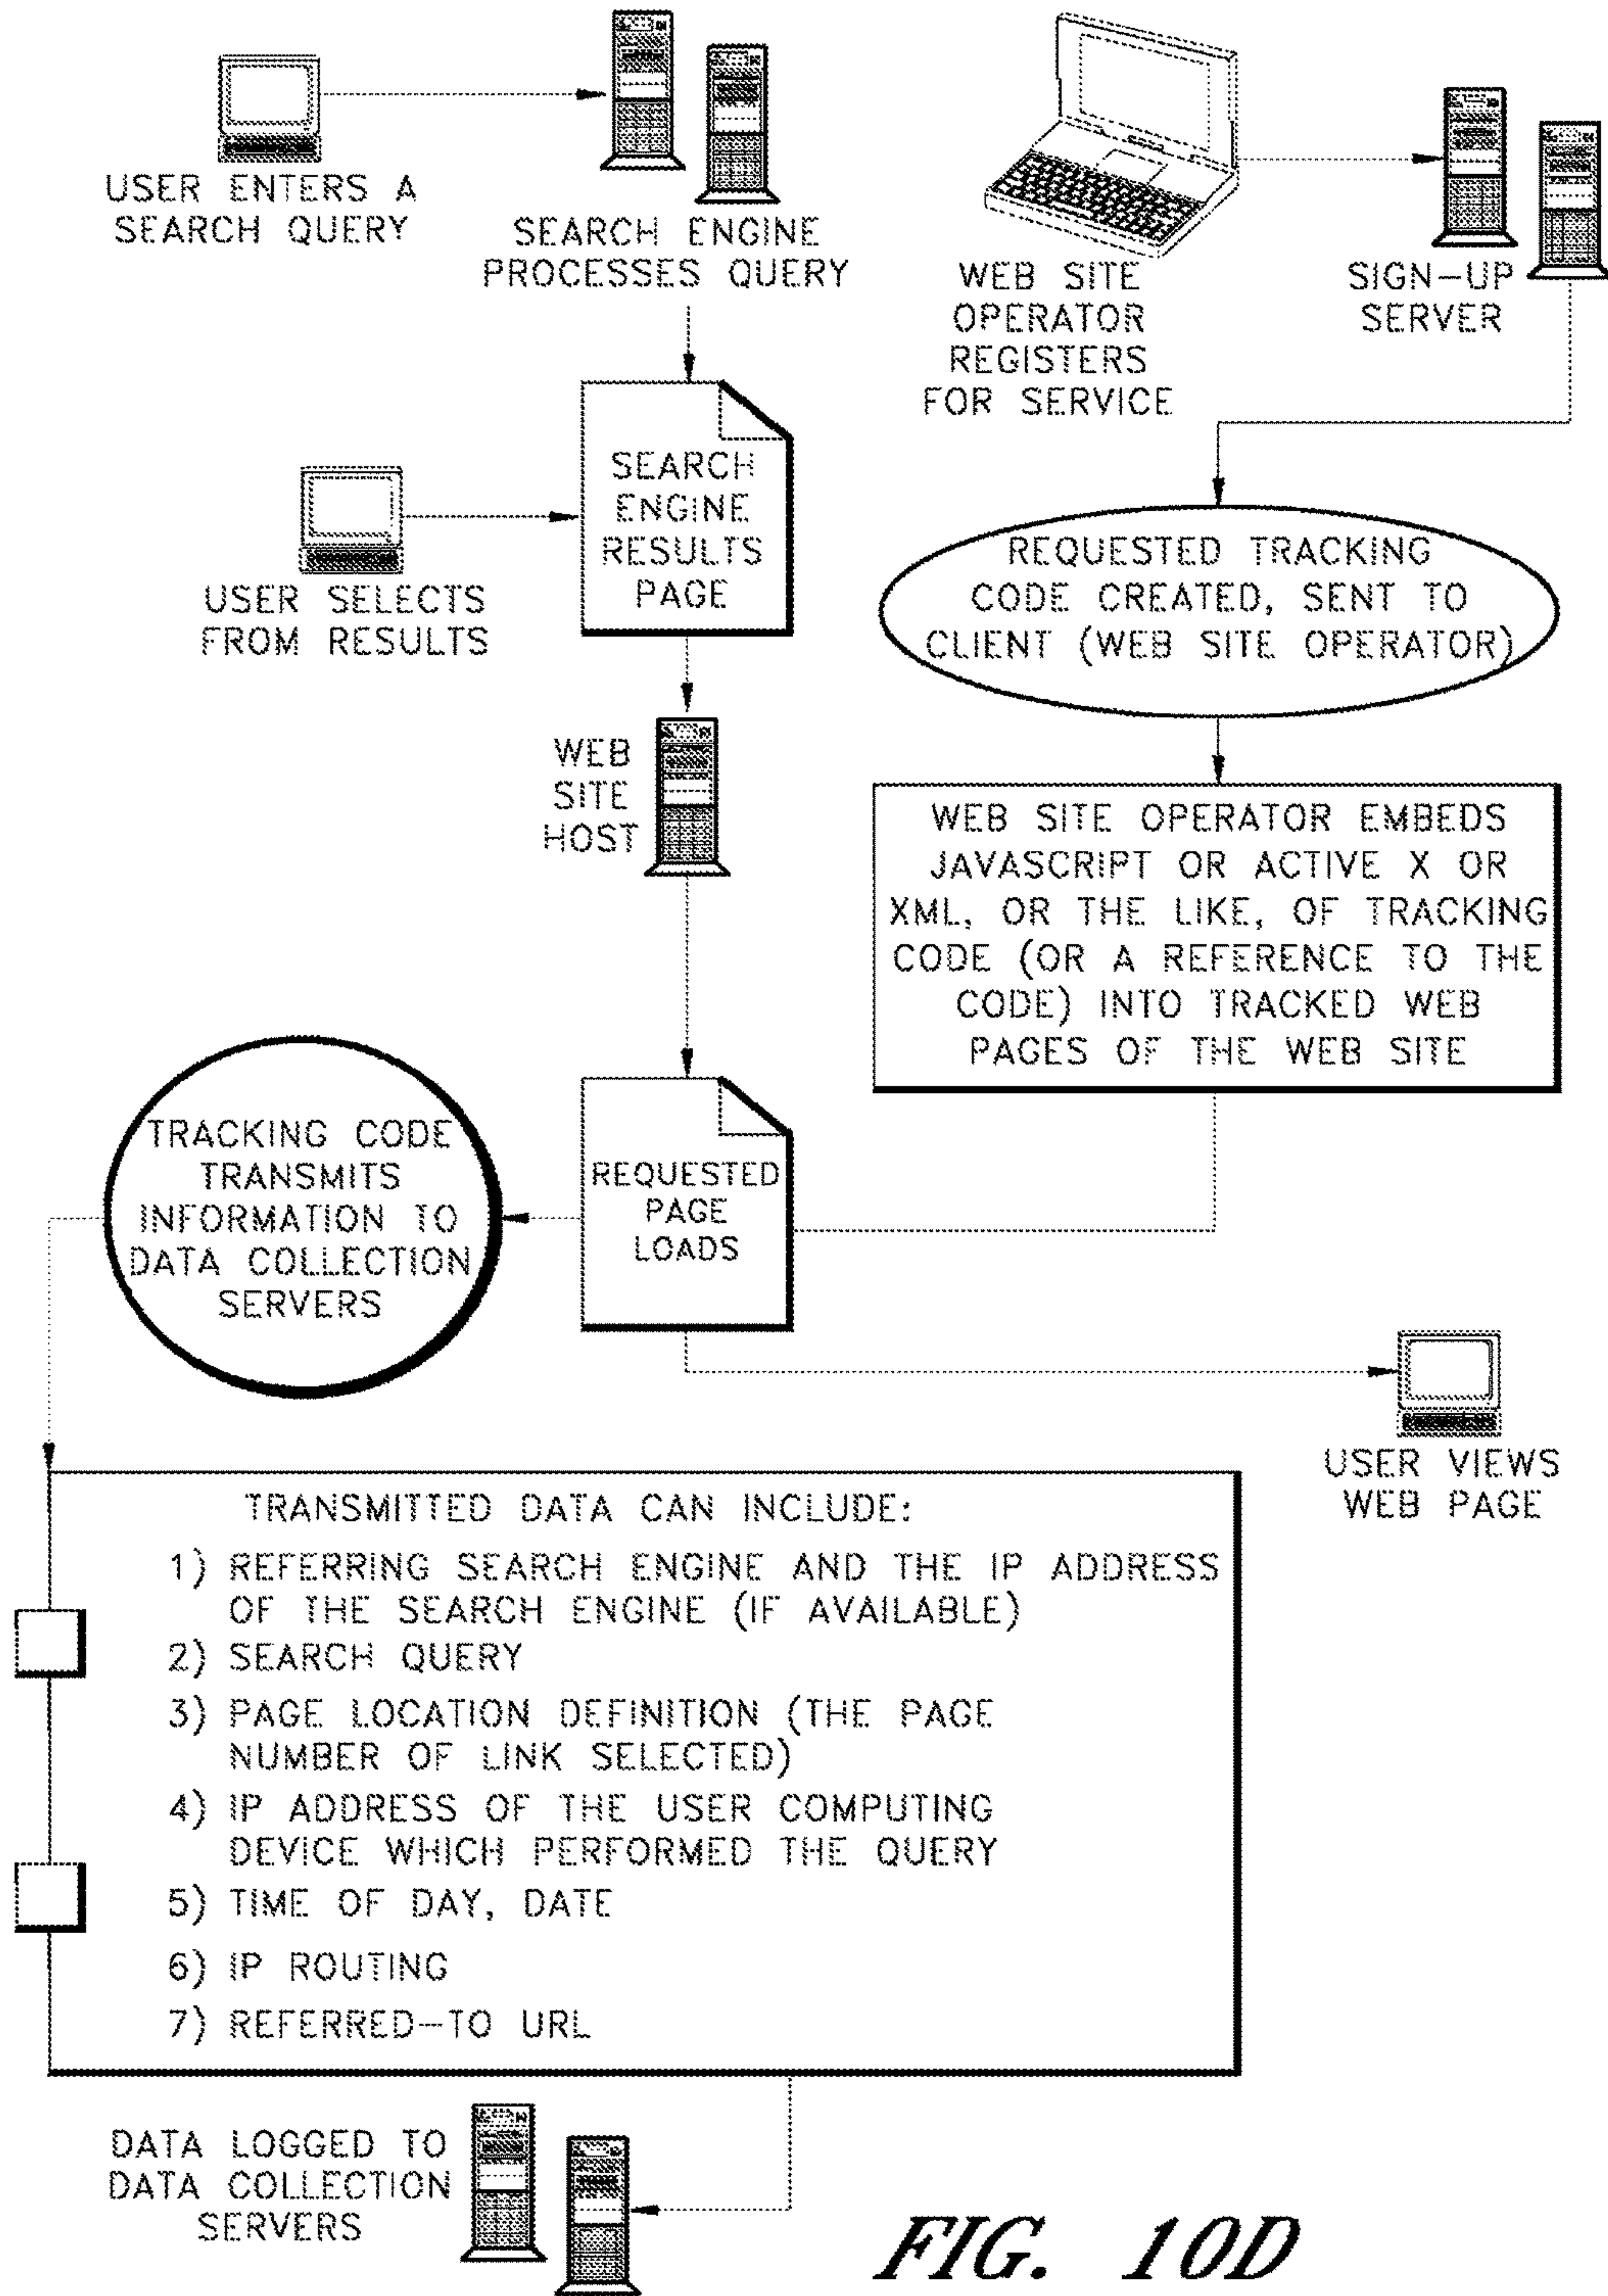 USER ENTERS A
SEARCH QUERY
SEARCH ENGINE
PROCESSES QUERY
WEB SITE
OPERATOR
REGISTERS
FOR SERVICE
SIGN-UP
SERVER
SEARCH
ENGINE
RESULTS
PAGE
USER SELECTS
FROM RESULTS
REQUESTED TRACKING
CODE CREATED, SENT TO
CLIENT (WEB SITE OPERATOR)
WEB
SITE
HOST
WEB SITE OPERATOR EMBEDS
JAVASCRIPT OR ACTIVE X OR
XML, OR THE LIKE, OF TRACKING
CODE (OR A REFERENCE TO THE
CODE) INTO TRACKED WEB
PAGES OF THE WEB SITE
TRACKING CODE
TRANSMITS
INFORMATION TO
DATA COLLECTION
SERVERS
REQUESTED
PAGE
LOADS
USER VIEWS
WEB PAGE
TRANSMITTED DATA CAN INCLUDE:
1) REFERRING SEARCH ENGINE AND THE IP ADDRESS
OF THE SEARCH ENGINE (IF AVAILABLE)
2) SEARCH QUERY
3) PAGE LOCATION DEFINITION (THE PAGE
NUMBER OF LINK SELECTED)
4) IP ADDRESS OF THE USER COMPUTING
DEVICE WHICH PERFORMED THE QUERY
5) TIME OF DAY, DATE
6) IP ROUTING
7) REFERRED-TO URL
DATA LOGGED TO
DATA COLLECTION
SERVERS
FIG. 10D